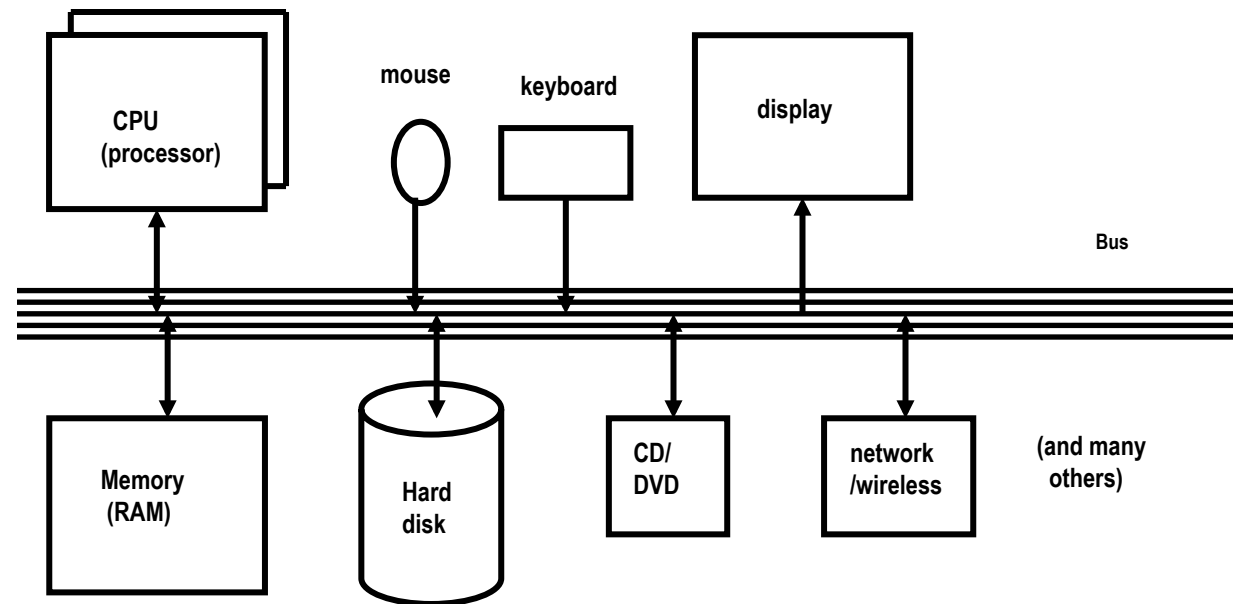 mouse
keyboard
CPU
(processor)
display
Bus
Memory
(RAM)
Hard
disk
CD/
DVD
network
/wireless
(and many
others)